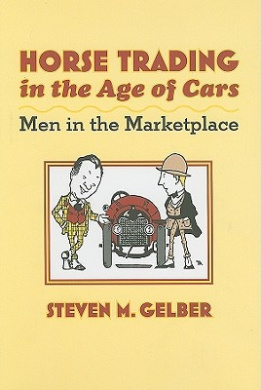 HORSE TRADING
in the Age of Cars
Men in the Marketplace
STEVEN M. GELBER